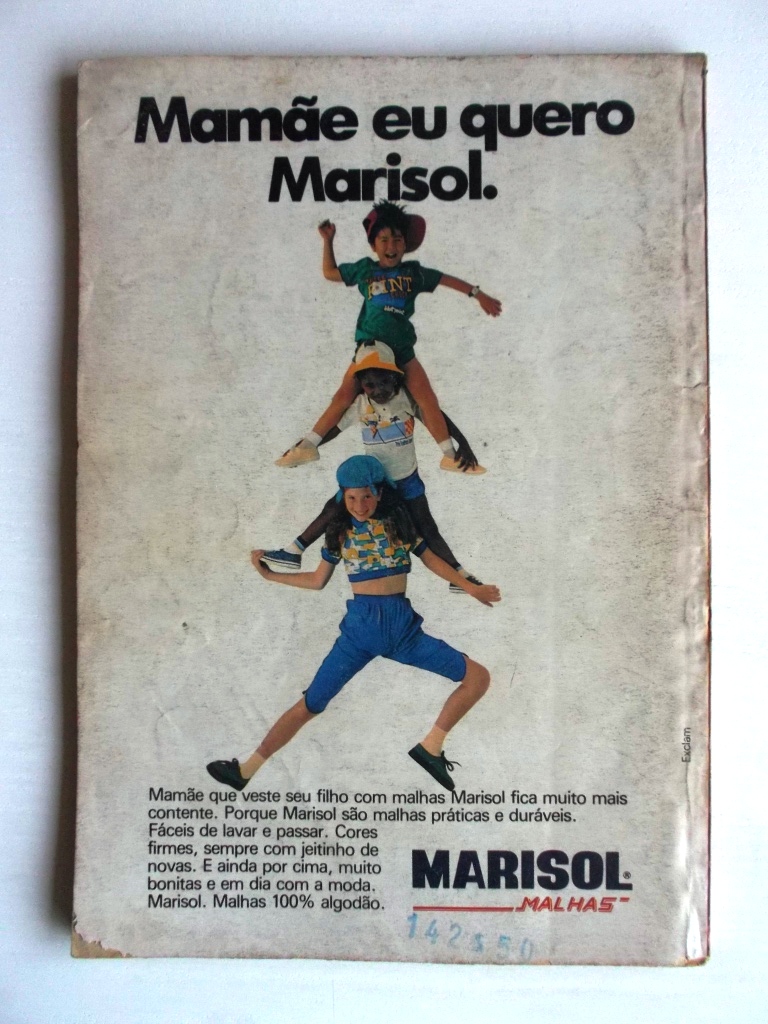 Mamãe eu quero
Marisol.
Mamãe que veste seu filho com malhas Marisol fica muito mais
contente. Porque Marisol são malhas práticas e duráveis.
Fáceis de lavar e passar. Cores
firmes, sempre com jeitinho de
novas. E ainda por cima, muito
bonitas e em dia com a moda.
Marisol. Malhas 100% algodão.
MARISOL®
MALHAS
142$50
Exclam